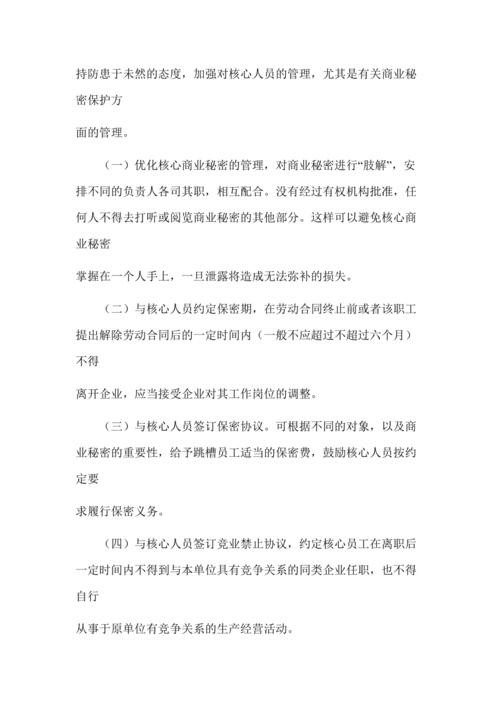 持防患于未然的态度，加强对核心人员的管理，尤其是有关商业秘
密保护方
面的管理。
（一）优化核心商业秘密的管理，对商业秘密进行“肢解”，安
排不同的负责人各司其职，相互配合。没有经过有权机构批准，任
何人不得去打听或阅览商业秘密的其他部分。这样可以避免核心商
业秘密
掌握在一个人手上，一旦泄露将造成无法弥补的损失。
（二）与核心人员约定保密期，在劳动合同终止前或者该职工
提出解除劳动合同后的一定时间内（一般不应超过不超过六个月）
不得
离开企业，应当接受企业对其工作岗位的调整。
（三）与核心人员签订保密协议。可根据不同的对象，以及商
业秘密的重要性，给予跳槽员工适当的保密费，鼓励核心人员按约
定要
求履行保密义务。
（四）与核心人员签订竞业禁止协议，约定核心员工在离职后
一定时间内不得到与本单位具有竞争关系的同类企业任职，也不得
自行
从事于原单位有竞争关系的生产经营活动。